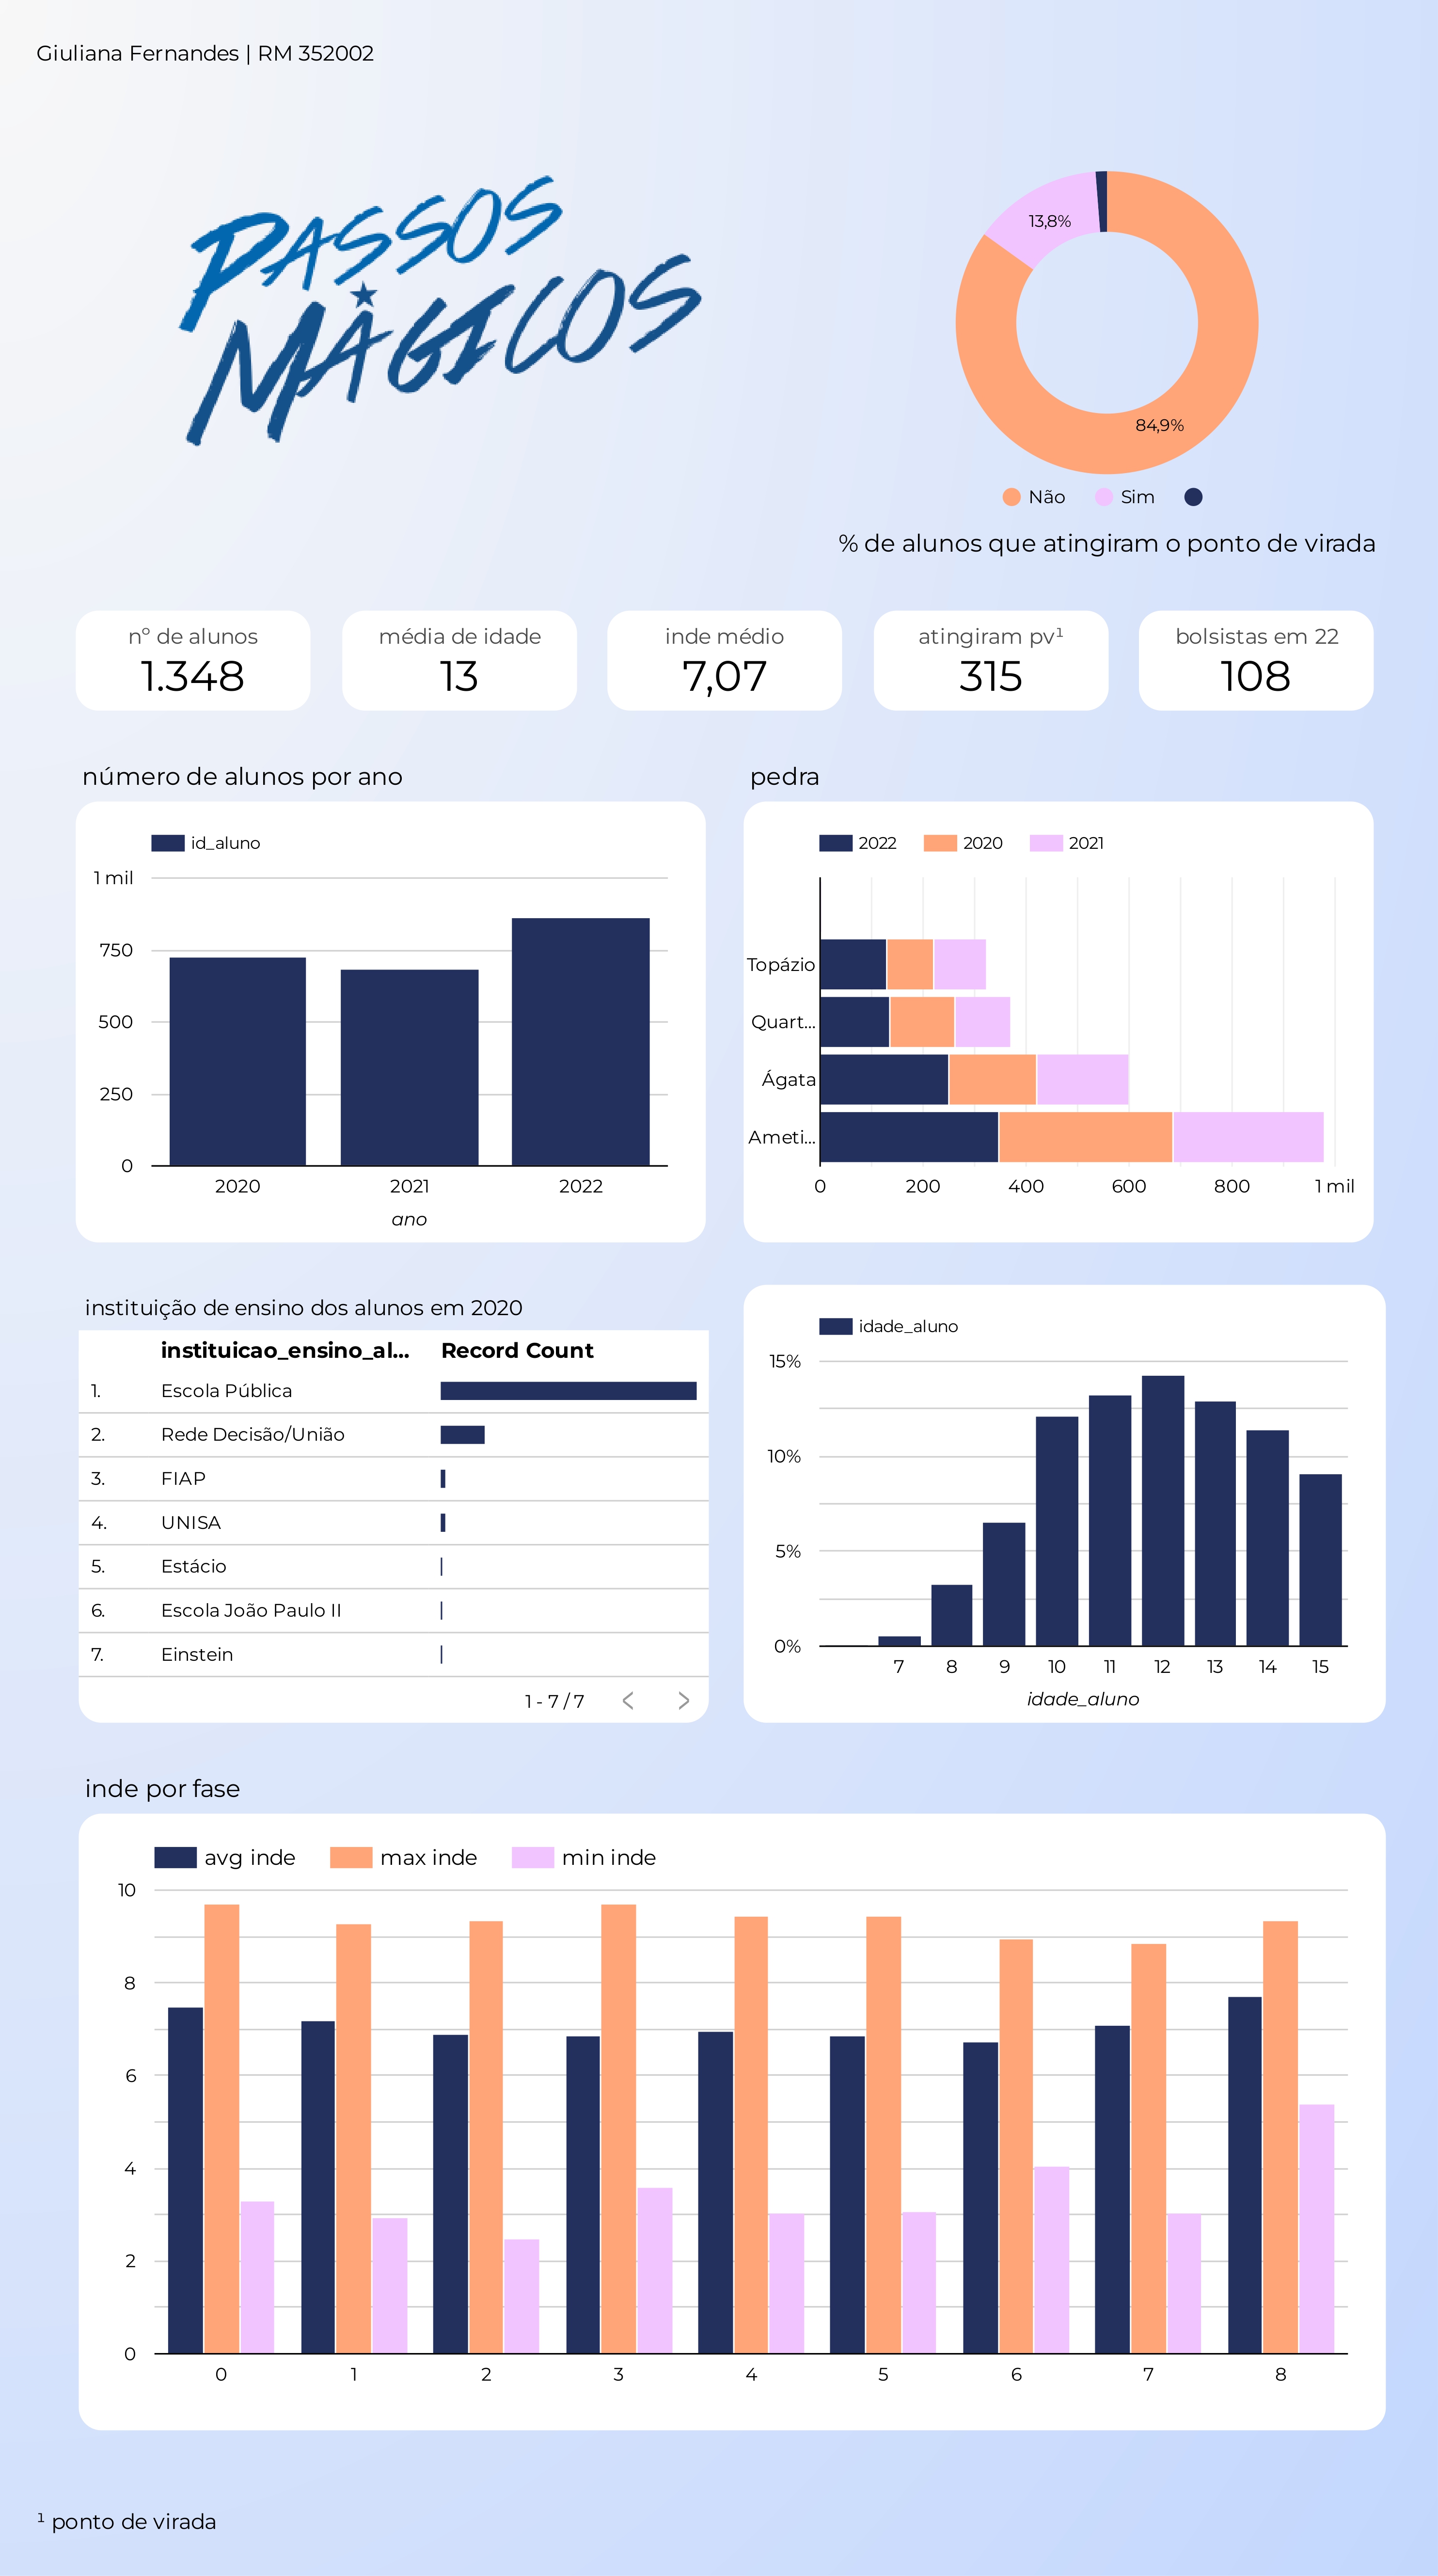 Giuliana Fernandes | RM 352002
PASSOS
MÁGICOS
13,8%
84,9%
Não Sim
% de alunos que atingiram o ponto de virada
nº de alunos
1.348
média de idade
13
inde médio
7,07
atingiram pv¹
315
bolsistas em 22
108
número de alunos por ano
id_aluno
1 mil
750
500
250
0
2020 2021 2022
ano
pedra
2022 2020 2021
Topázio
Quart...
Ágata
Ameti...
0 200 400 600 800 1 mil
instituição de ensino dos alunos em 2020
instituicao_ensino_al... Record Count
1. Escola Pública
2. Rede Decisão/União
3. FIAP
4. UNISA
5. Estácio
6. Escola João Paulo II
7. Einstein
1 - 7 / 7 < >
idade_aluno
15%
10%
5%
0%
7 8 9 10 11 12 13 14 15
idade_aluno
inde por fase
avg inde max inde min inde
10
8
6
4
2
0
0 1 2 3 4 5 6 7 8
¹ ponto de virada